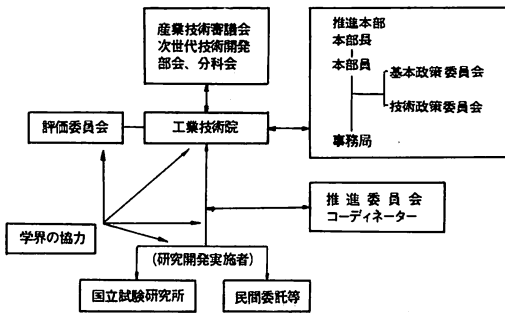 産業技術審議会
次世代技術開発
部会、分科会
推進本部
本部長
本部員
基本政策委員会
技術政策委員会
事務局
評価委員会
工業技術院
推進委員会
コーディネーター
学界の協力
(研究開発実施者)
国立試験研究所
民間委託等